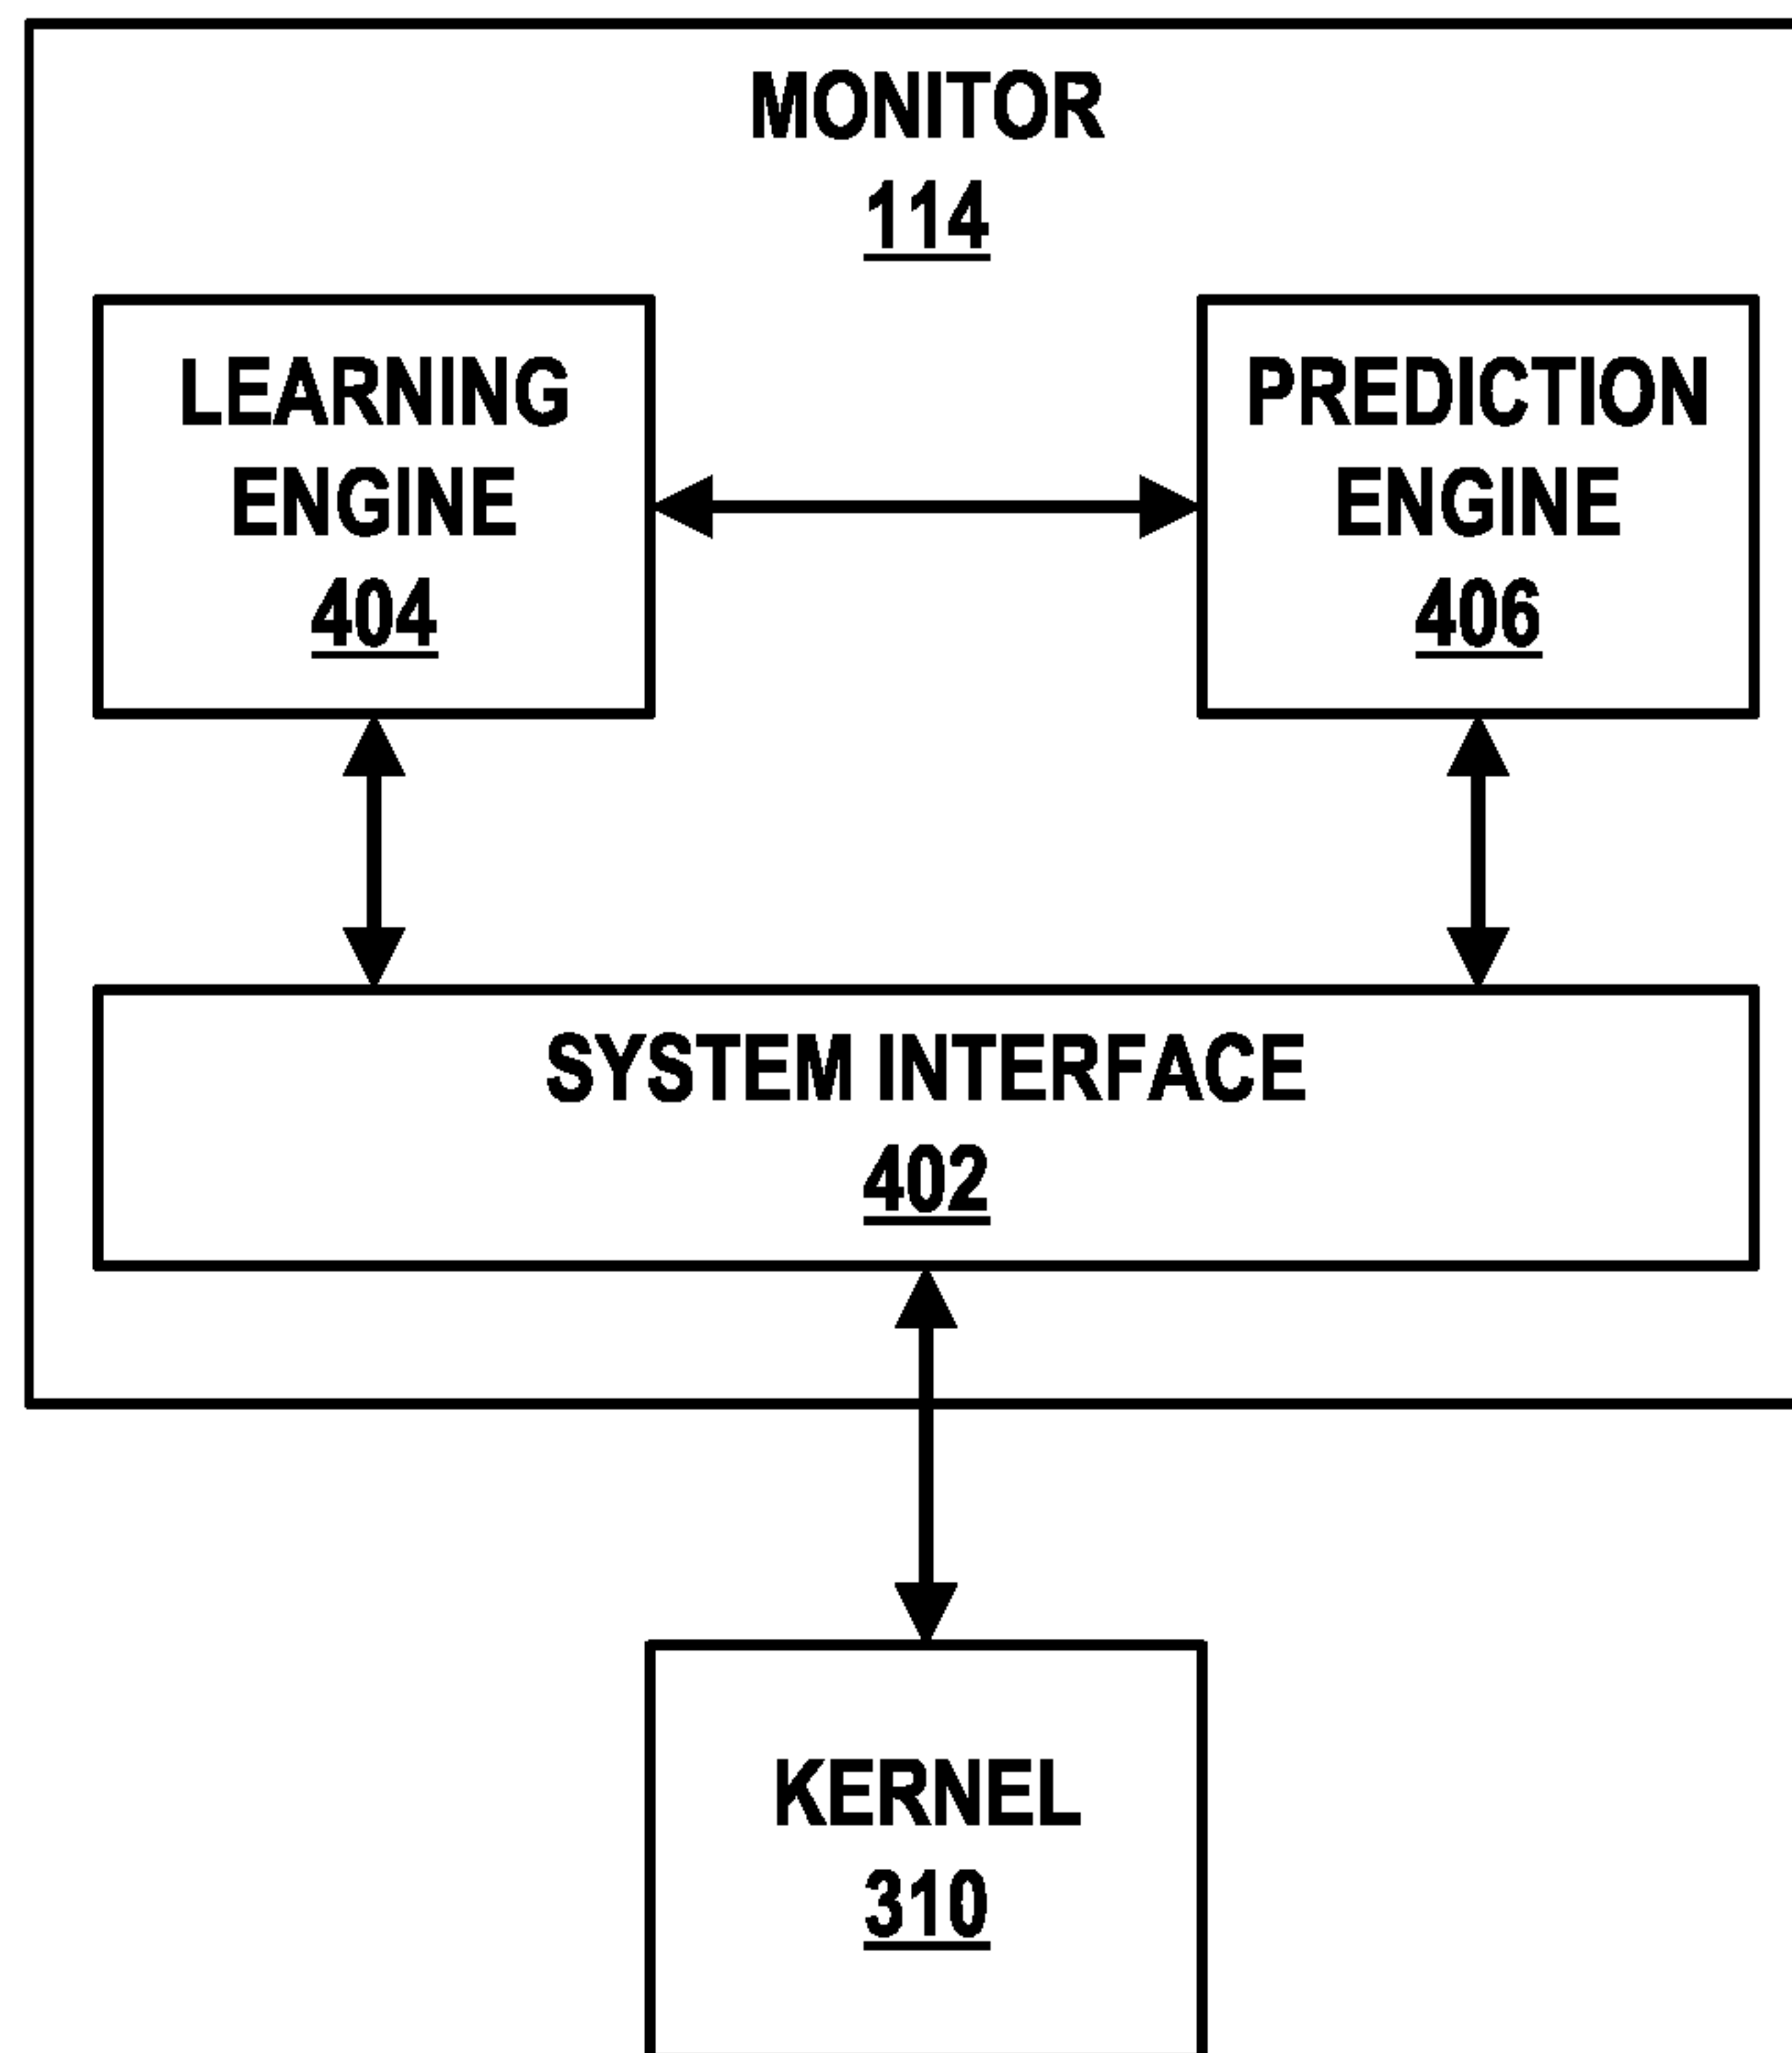 MONITOR
114
LEARNING
ENGINE
404
PREDICTION
ENGINE
406
SYSTEM INTERFACE
402
KERNEL
310